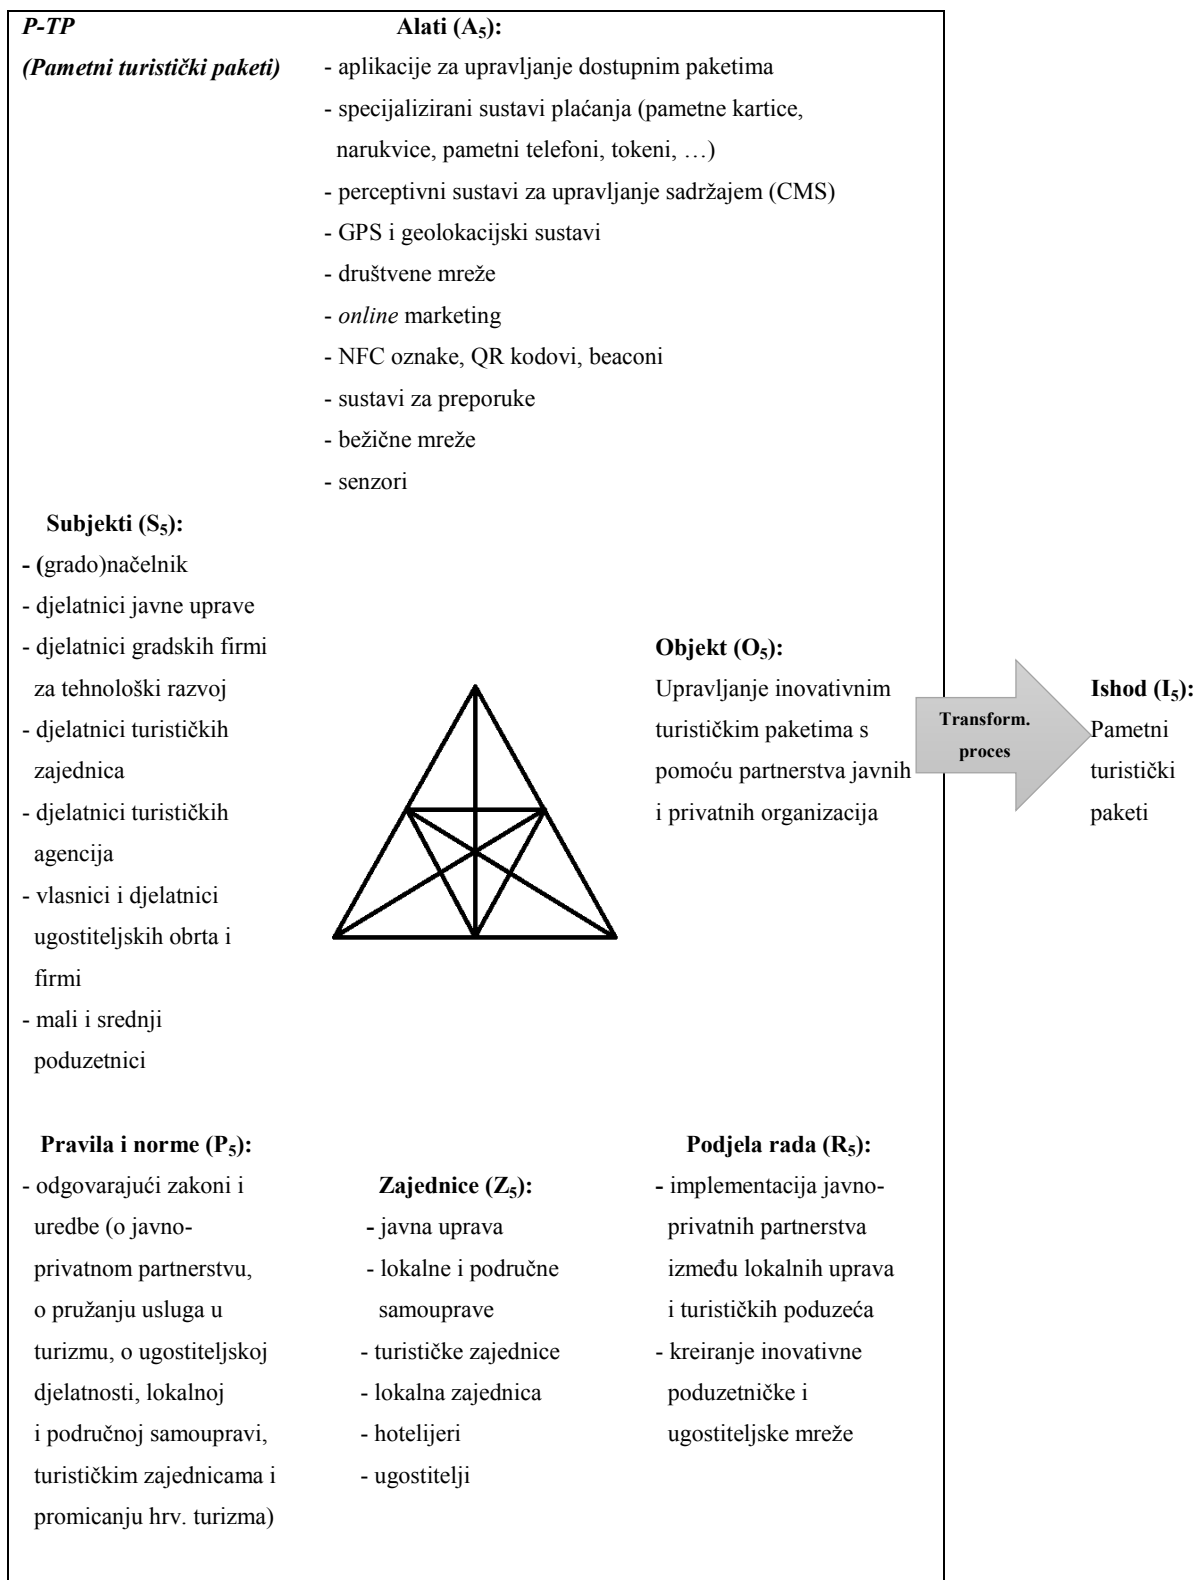 P-TP
(Pametni turistički paketi)
Alati (A5):
- aplikacije za upravljanje dostupnim paketima
- specijalizirani sustavi plaćanja (pametne kartice,
narukvice, pametni telefoni, tokeni, …)
- perceptivni sustavi za upravljanje sadržajem (CMS)
- GPS i geolokacijski sustavi
- društvene mreže
- online marketing
- NFC oznake, QR kodovi, beaconi
- sustavi za preporuke
- bežične mreže
- senzori
Subjekti (S5):
- (grado)načelnik
- djelatnici javne uprave
- djelatnici gradskih firmi
za tehnološki razvoj
- djelatnici turističkih
zajednica
- djelatnici turističkih
agencija
- vlasnici i djelatnici
ugostiteljskih obrta i
firmi
- mali i srednji
poduzetnici
Objekt (O5):
Upravljanje inovativnim
turističkim paketima s
pomoću partnerstva javnih
i privatnih organizacija
Transform.
proces
Ishod (I5):
Pametni
turistički
paketi
Pravila i norme (P5):
- odgovarajući zakoni i
uredbe (o javno-
privatnom partnerstvu,
o pružanju usluga u
turizmu, o ugostiteljskoj
djelatnosti, lokalnoj
i područnoj samoupravi,
turističkim zajednicama i
promicanju hrv. turizma)
Zajednice (Z5):
- javna uprava
- lokalne i područne
samouprave
- turističke zajednice
- lokalna zajednica
- hotelijeri
- ugostitelji
Podjela rada (R5):
- implementacija javno-
privatnih partnerstva
između lokalnih uprava
i turističkih poduzeća
- kreiranje inovativne
poduzetničke i
ugostiteljske mreže